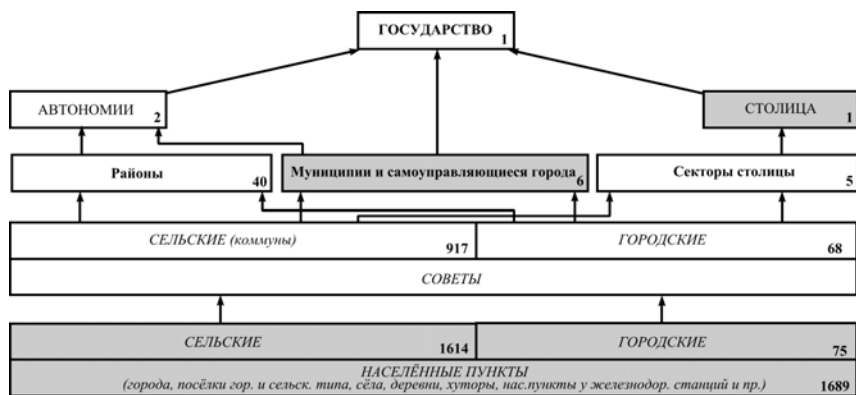 ГОСУДАРСТВО
1
АВТОНОМИИ
2
СТОЛИЦА
1
Районы
40
Муниципии и самоуправляющиеся города
6
Секторы столицы
5
СЕЛЬСКИЕ (коммуны)
917
ГОРОДСКИЕ
68
СОВЕТЫ
СЕЛЬСКИЕ
1614
ГОРОДСКИЕ
75
НАСЕЛЁННЫЕ ПУНКТЫ
(города, посёлки гор. и сельск. типа, сёла, деревни, хуторы, нас.пункты у железнодор. станций и пр.)
1689